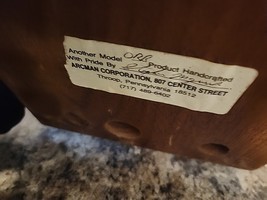 Another Model Product Handcrafted
With Pride By
ARCMAN CORPORATION, 807 CENTER STREET
Throop, Pennsylvania 18512
(717) 489-6402